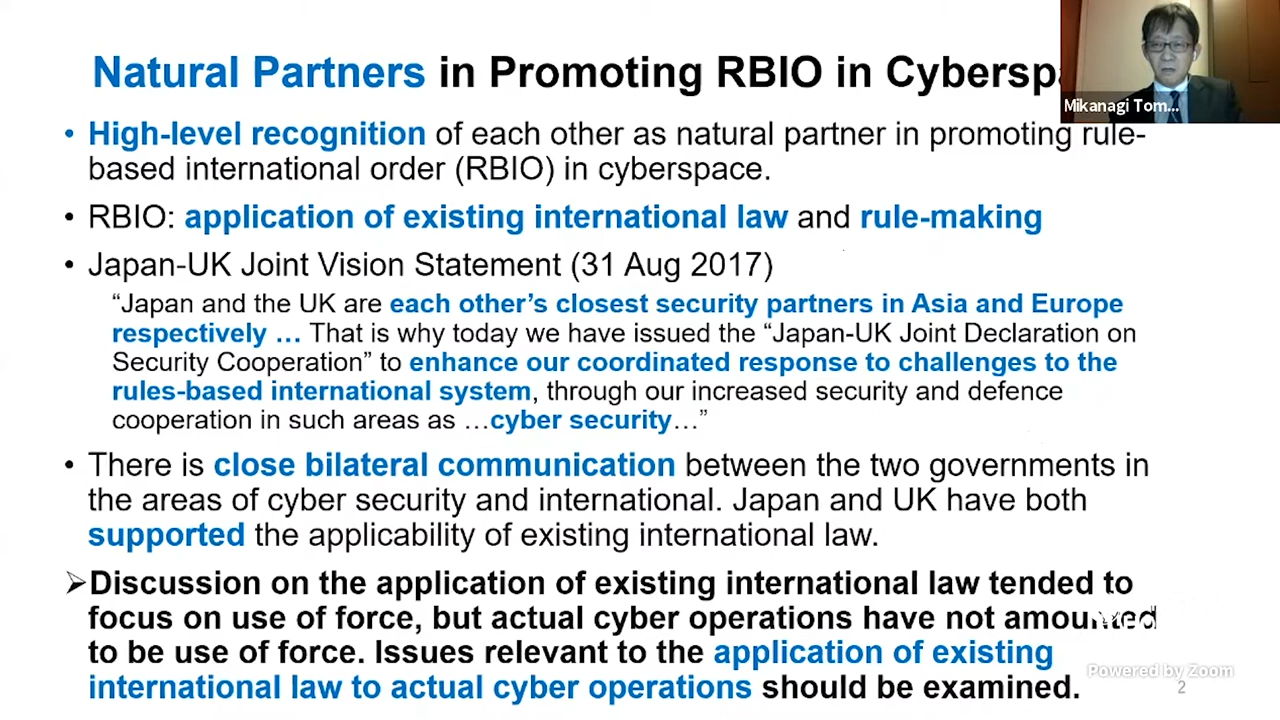 Natural Partners in Promoting RBIO in Cyberspa
Mikanagi Tom...
• High-level recognition of each other as natural partner in promoting rule-
based international order (RBIO) in cyberspace.
• RBIO: application of existing international law and rule-making
• Japan-UK Joint Vision Statement (31 Aug 2017)
“Japan and the UK are each other’s closest security partners in Asia and Europe
respectively … That is why today we have issued the “Japan-UK Joint Declaration on
Security Cooperation” to enhance our coordinated response to challenges to the
rules-based international system, through our increased security and defence
cooperation in such areas as …cyber security…”
• There is close bilateral communication between the two governments in
the areas of cyber security and international. Japan and UK have both
supported the applicability of existing international law.
➢Discussion on the application of existing international law tended to
focus on use of force, but actual cyber operations have not amounted
to be use of force. Issues relevant to the application of existing
international law to actual cyber operations should be examined.
Powered by Zoom
2